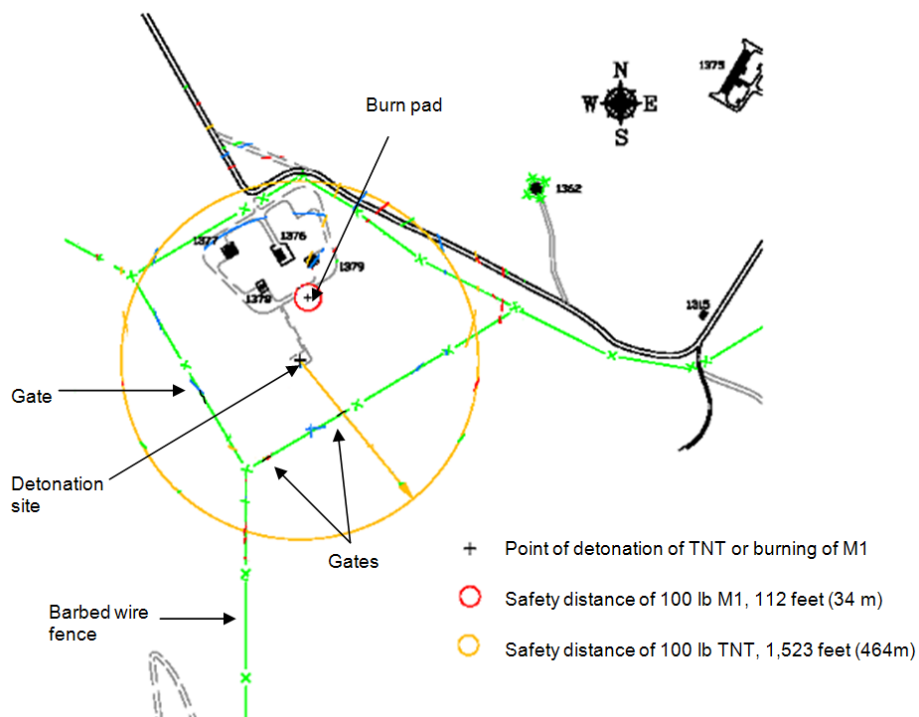 Burn pad
N
W E
S
1375
1362
1377
1376
1379
1378
1315
Gate
Detonation
site
Gates
Barbed wire
fence
Point of detonation of TNT or burning of M1
Safety distance of 100 lb M1, 112 feet (34 m)
Safety distance of 100 lb TNT, 1,523 feet (464m)